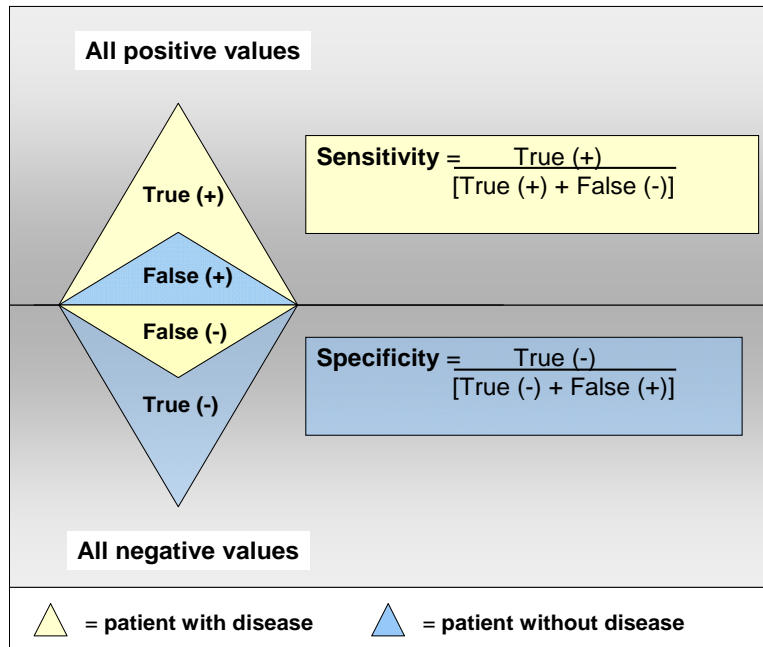 All positive values
True (+)
False (+)
False (-)
True (-)
Sensitivity = True (+)
[True (+) + False (-)]
Specificity = True (-)
[True (-) + False (+)]
All negative values
= patient with disease
= patient without disease